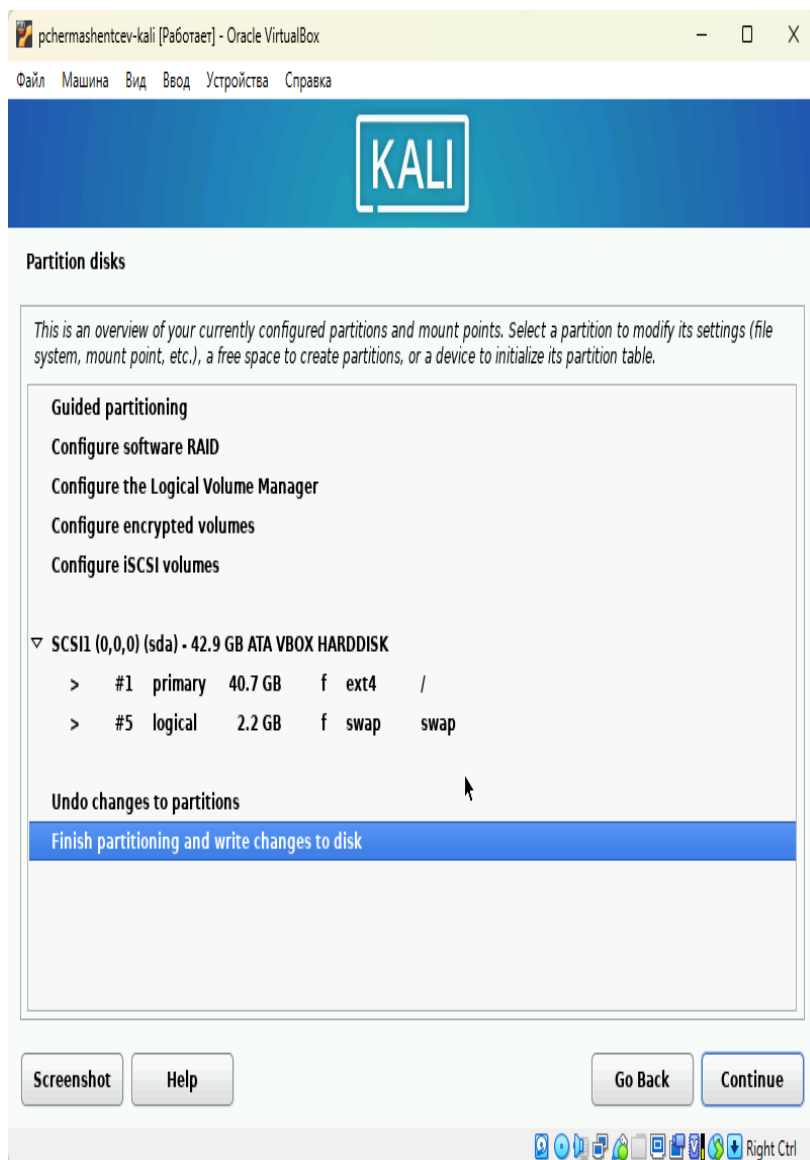 pchermashentcev-kali [Работает] - Oracle VirtualBox
Файл Машина Вид Ввод Устройства Справка
KALI
Partition disks
This is an overview of your currently configured partitions and mount points. Select a partition to modify its settings (file
system, mount point, etc.), a free space to create partitions, or a device to initialize its partition table.
Guided partitioning
Configure software RAID
Configure the Logical Volume Manager
Configure encrypted volumes
Configure iSCSI volumes
SCSI1 (0,0,0) (sda) - 42.9 GB ATA VBOX HARDDISK
> #1 primary 40.7 GB f ext4 /
> #5 logical 2.2 GB f swap swap
Undo changes to partitions
Finish partitioning and write changes to disk
Screenshot Help Go Back Continue
Right Ctrl